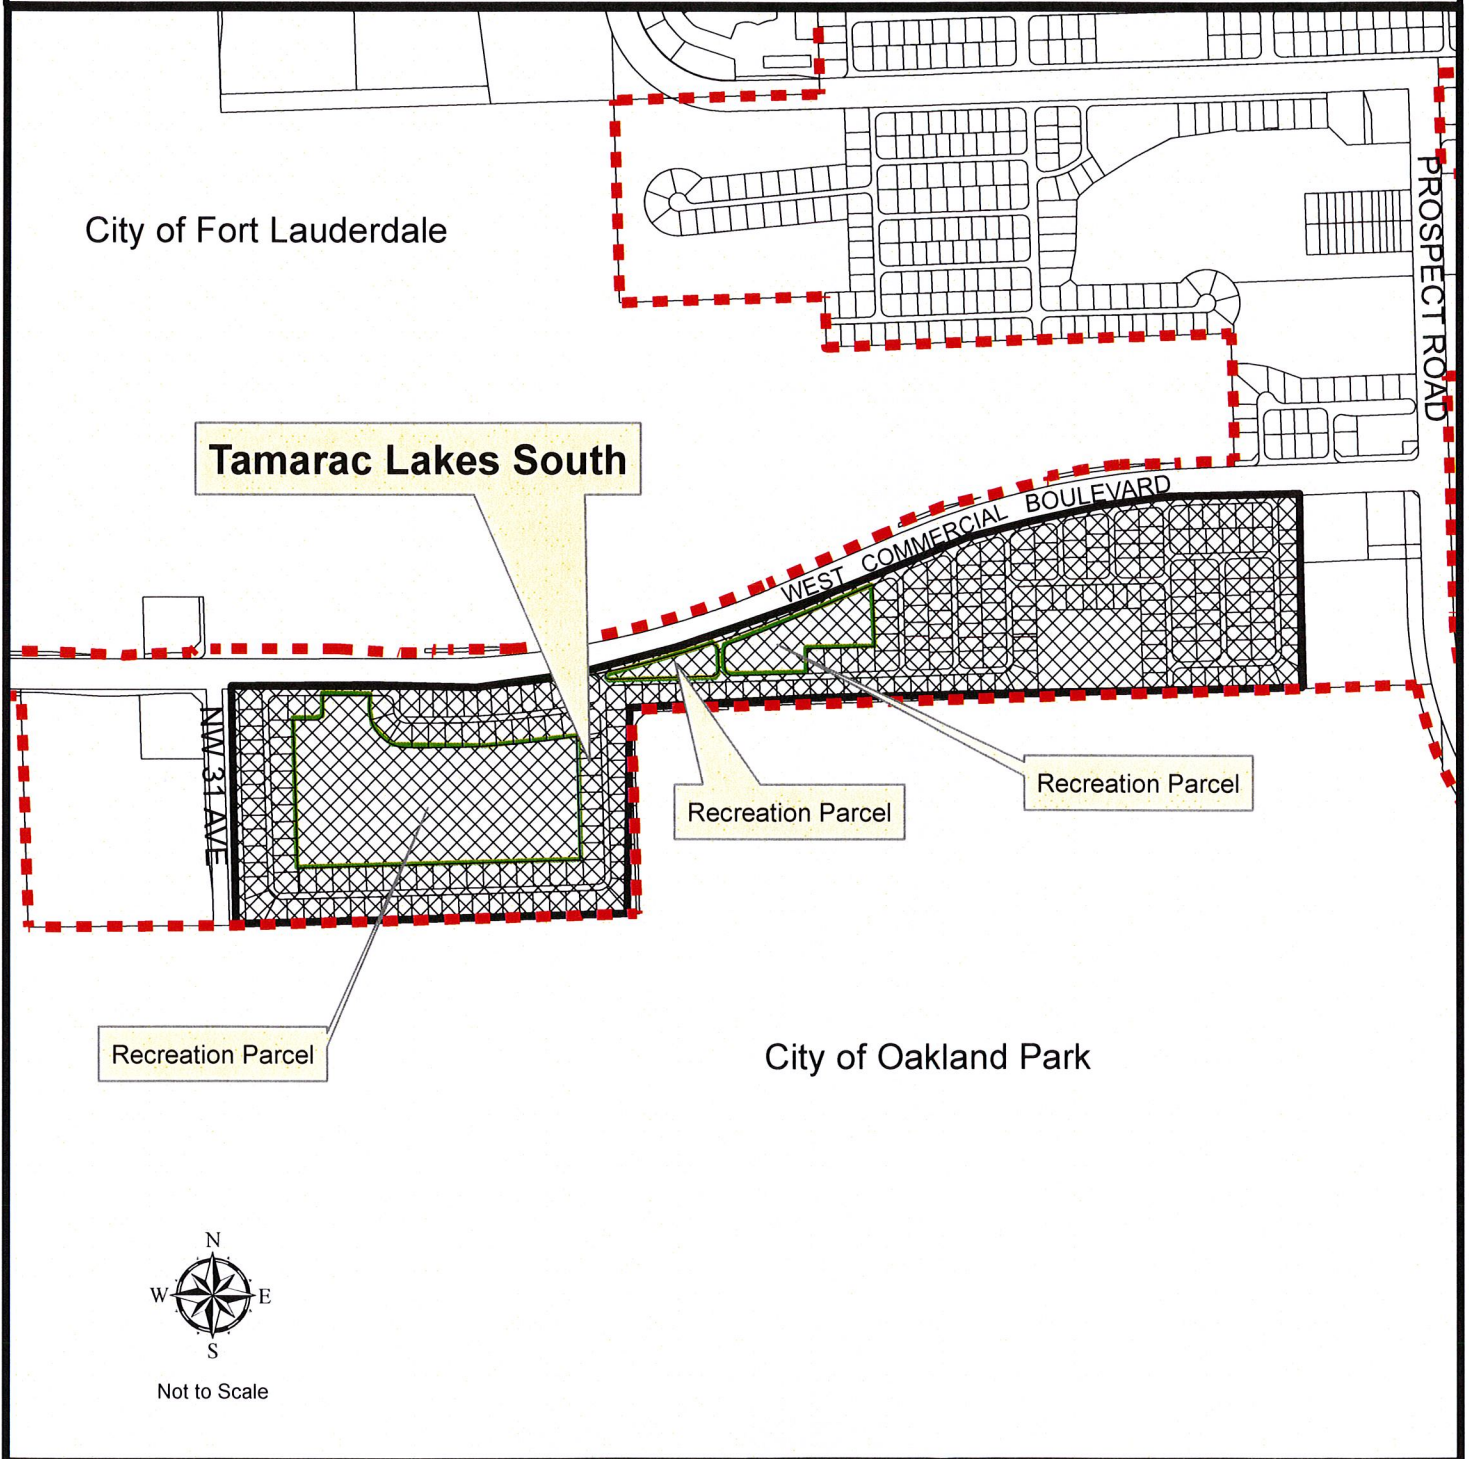 City of Fort Lauderdale
PROSPECT ROAD
Tamarac Lakes South
WEST COMMERCIAL BOULEVARD
NW 31 AVE
Recreation Parcel
Recreation Parcel
Recreation Parcel
City of Oakland Park
N
W E
S
Not to Scale